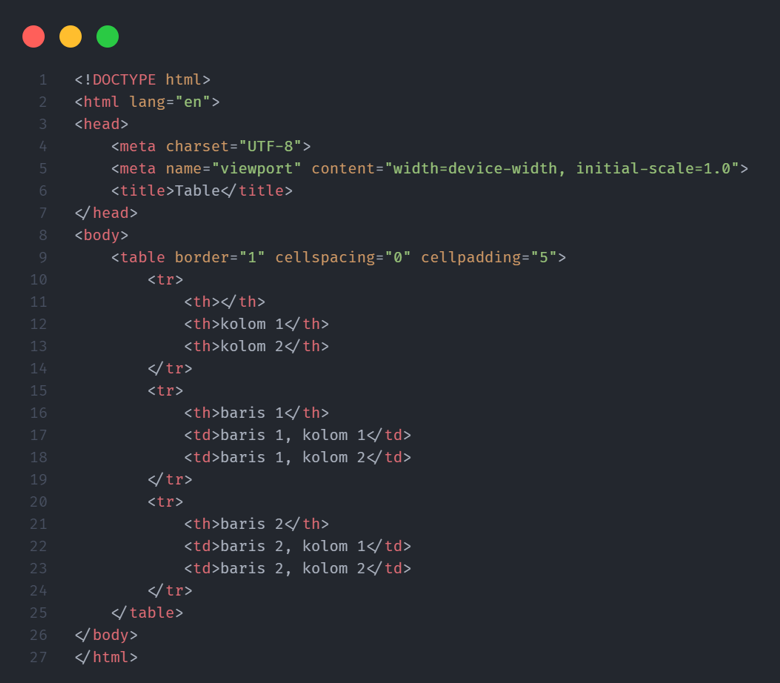 1 <!DOCTYPE html>
2 <html lang="en">
3 <head>
4     <meta charset="UTF-8">
5     <meta name="viewport" content="width=device-width, initial-scale=1.0">
6     <title>Table</title>
7 </head>
8 <body>
9     <table border="1" cellspacing="0" cellpadding="5">
10         <tr>
11             <th></th>
12             <th>kolom 1</th>
13             <th>kolom 2</th>
14         </tr>
15         <tr>
16             <th>baris 1</th>
17             <td>baris 1, kolom 1</td>
18             <td>baris 1, kolom 2</td>
19         </tr>
20         <tr>
21             <th>baris 2</th>
22             <td>baris 2, kolom 1</td>
23             <td>baris 2, kolom 2</td>
24         </tr>
25     </table>
26 </body>
27 </html>